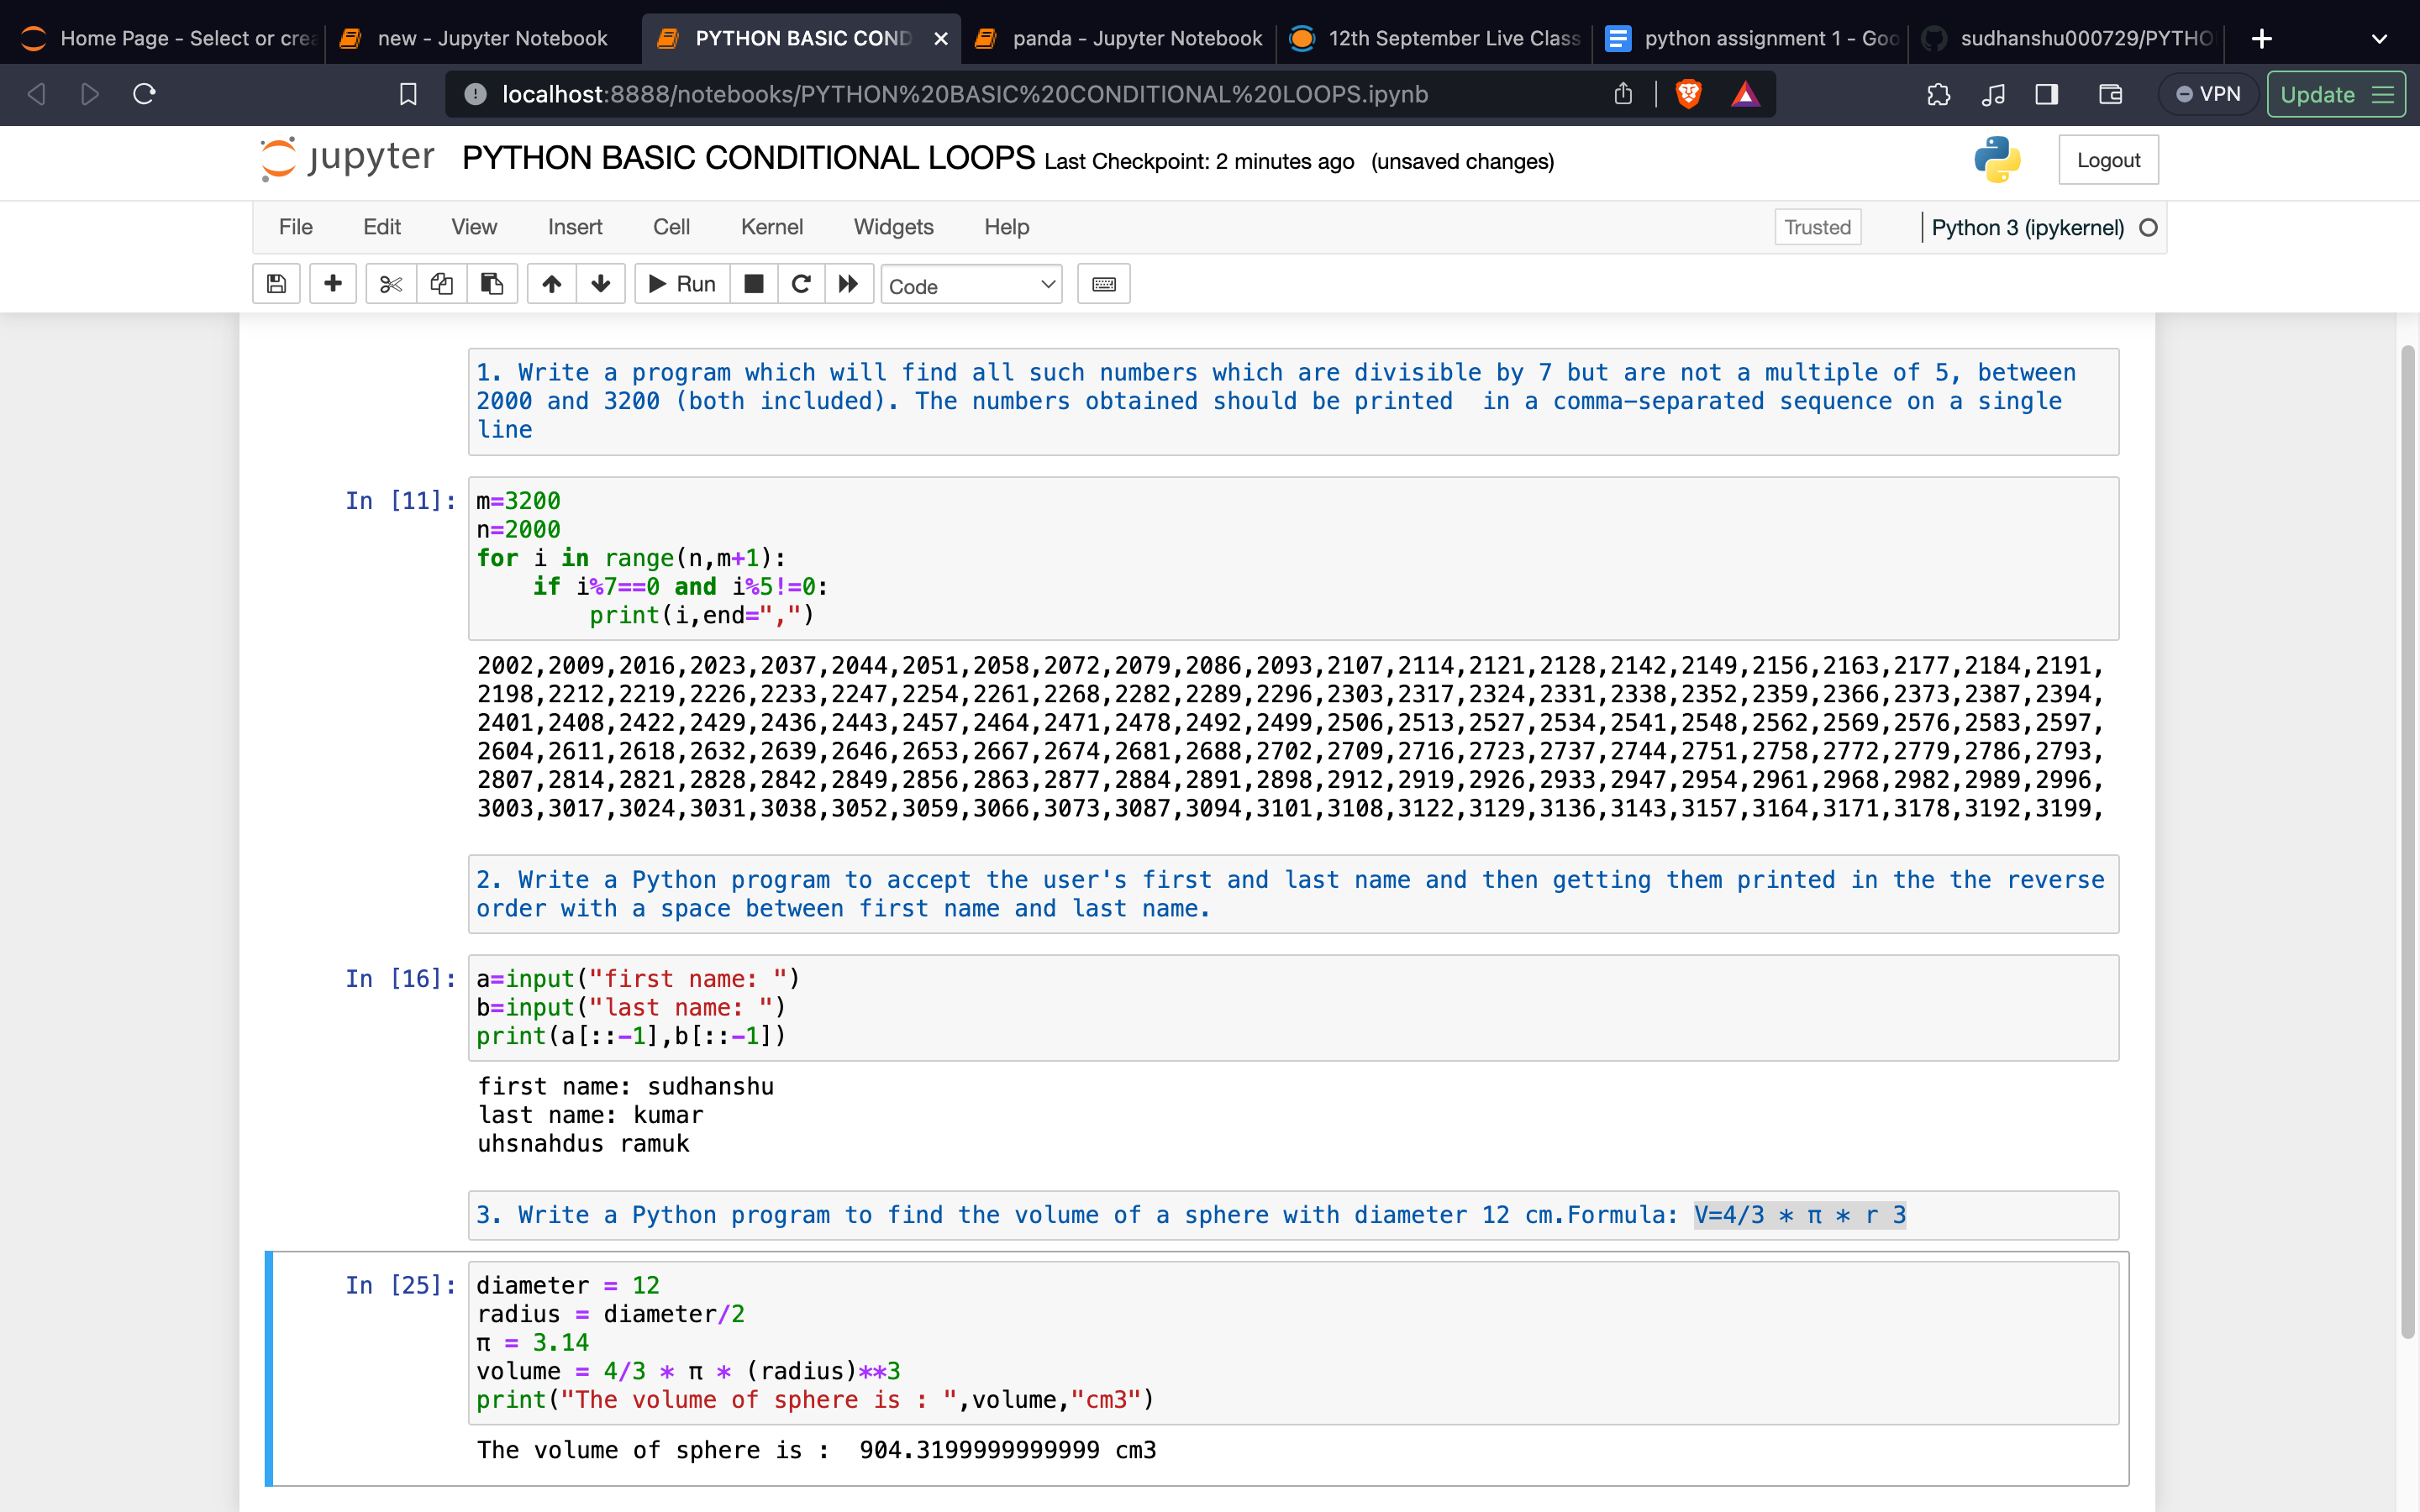 Home Page - Select or crea
new - Jupyter Notebook
PYTHON BASIC COND
panda - Jupyter Notebook
12th September Live Class
python assignment 1 - Goo
sudhanshu000729/PYTHO
localhost:8888/notebooks/PYTHON%20BASIC%20CONDITIONAL%20LOOPS.ipynb
VPN
Update
jupyter PYTHON BASIC CONDITIONAL LOOPS Last Checkpoint: 2 minutes ago (unsaved changes)
Logout
File Edit View Insert Cell Kernel Widgets Help
Trusted
Python 3 (ipykernel)
Run
Code
1. Write a program which will find all such numbers which are divisible by 7 but are not a multiple of 5, between
2000 and 3200 (both included). The numbers obtained should be printed  in a comma-separated sequence on a single
line
In [11]:
m=3200
n=2000
for i in range(n,m+1):
    if i%7==0 and i%5!=0:
        print(i,end=",")
2002,2009,2016,2023,2037,2044,2051,2058,2072,2079,2086,2093,2107,2114,2121,2128,2142,2149,2156,2163,2177,2184,2191,
2198,2212,2219,2226,2233,2247,2254,2261,2268,2282,2289,2296,2303,2317,2324,2331,2338,2352,2359,2366,2373,2387,2394,
2401,2408,2422,2429,2436,2443,2457,2464,2471,2478,2492,2499,2506,2513,2527,2534,2541,2548,2562,2569,2576,2583,2597,
2604,2611,2618,2632,2639,2646,2653,2667,2674,2681,2688,2702,2709,2716,2723,2737,2744,2751,2758,2772,2779,2786,2793,
2807,2814,2821,2828,2842,2849,2856,2863,2877,2884,2891,2898,2912,2919,2926,2933,2947,2954,2961,2968,2982,2989,2996,
3003,3017,3024,3031,3038,3052,3059,3066,3073,3087,3094,3101,3108,3122,3129,3136,3143,3157,3164,3171,3178,3192,3199,
2. Write a Python program to accept the user's first and last name and then getting them printed in the the reverse
order with a space between first name and last name.
In [16]:
a=input("first name: ")
b=input("last name: ")
print(a[::-1],b[::-1])
first name: sudhanshu
last name: kumar
uhsnahdus ramuk
3. Write a Python program to find the volume of a sphere with diameter 12 cm.Formula: V=4/3 * π * r 3
In [25]:
diameter = 12
radius = diameter/2
π = 3.14
volume = 4/3 * π * (radius)**3
print("The volume of sphere is : ",volume,"cm3")
The volume of sphere is :  904.3199999999999 cm3